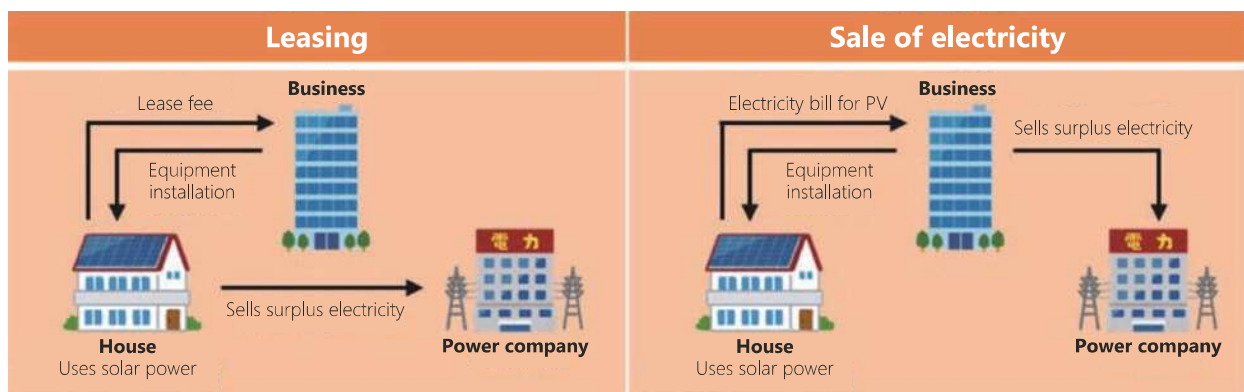 Leasing
Business
Lease fee
Equipment
installation
電力
Sells surplus electricity
House
Uses solar power
Power company
Sale of electricity
Business
Electricity bill for PV
Sells surplus electricity
Equipment
installation
電力
House
Uses solar power
Power company